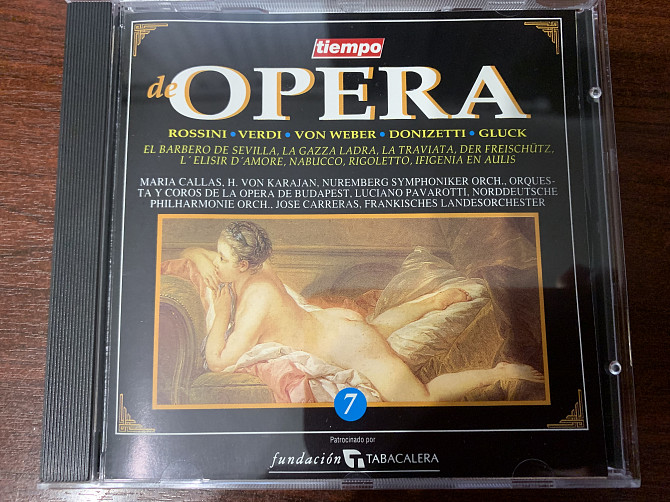 tiempo
de OPERA
ROSSINI • VERDI • VON WEBER • DONIZETTI • GLUCK
EL BARBERO DE SEVILLA, LA GAZZA LADRA, LA TRAVIATA, DER FREISCHÜTZ,
L´ELISIR D´AMORE, NABUCCO, RIGOLETTO, IFIGENIA EN AULIS
MARIA CALLAS, H. VON KARAJAN, NUREMBERG SYMPHONIKER ORCH., ORQUES-
TA Y COROS DE LA OPERA DE BUDAPEST, LUCIANO PAVAROTTI, NORDDEUTSCHE
PHILHARMONIE ORCH., JOSE CARRERAS, FRANKISCHES LANDESORCHESTER
7
Patrocinado por
fundación TABACALERA